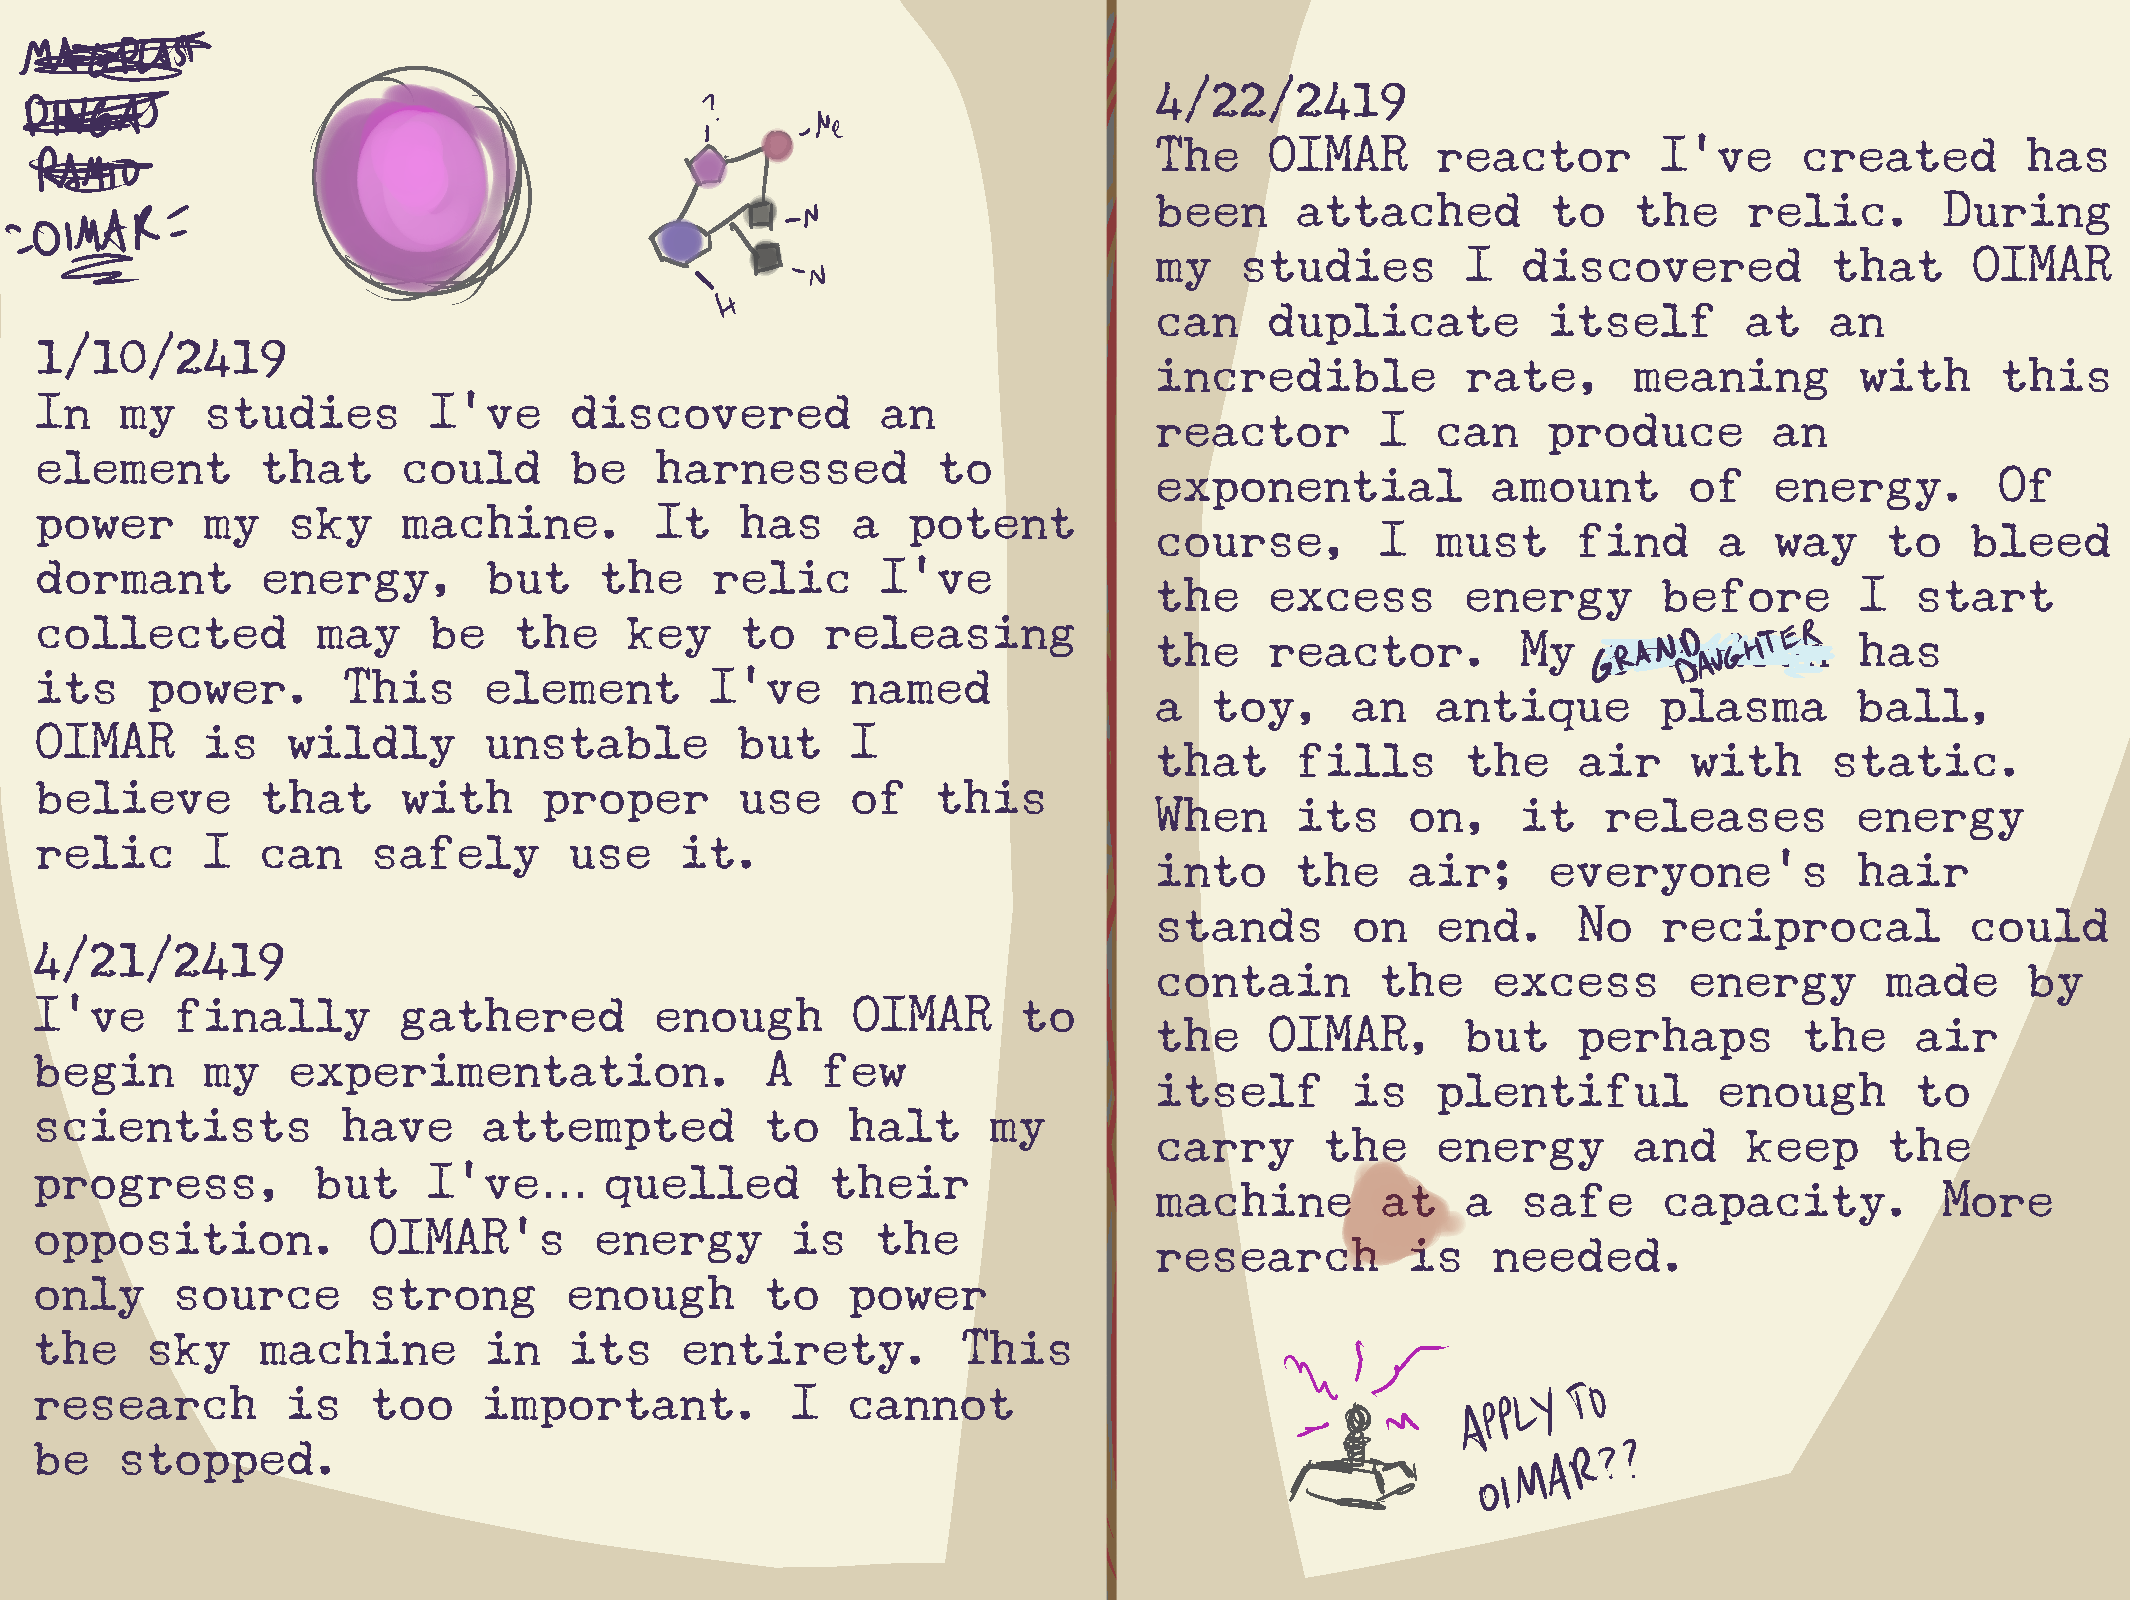 -OIMAR-
?
-Ne
-N
-N
H
1/10/2419
In my studies I've discovered an
element that could be harnessed to
power my sky machine. It has a potent
dormant energy, but the relic I've
collected may be the key to releasing
its power. This element I've named
OIMAR is wildly unstable but I
believe that with proper use of this
relic I can safely use it.
4/21/2419
I've finally gathered enough OIMAR to
begin my experimentation. A few
scientists have attempted to halt my
progress, but I've... quelled their
opposition. OIMAR's energy is the
only source strong enough to power
the sky machine in its entirety. This
research is too important. I cannot
be stopped.
4/22/2419
The OIMAR reactor I've created has
been attached to the relic. During
my studies I discovered that OIMAR
can duplicate itself at an
incredible rate, meaning with this
reactor I can produce an
exponential amount of energy. Of
course, I must find a way to bleed
the excess energy before I start
the reactor. My GRAND DAUGHTER has
a toy, an antique plasma ball,
that fills the air with static.
When its on, it releases energy
into the air; everyone's hair
stands on end. No reciprocal could
contain the excess energy made by
the OIMAR, but perhaps the air
itself is plentiful enough to
carry the energy and keep the
machine at a safe capacity. More
research is needed.
APPLY TO
OIMAR??